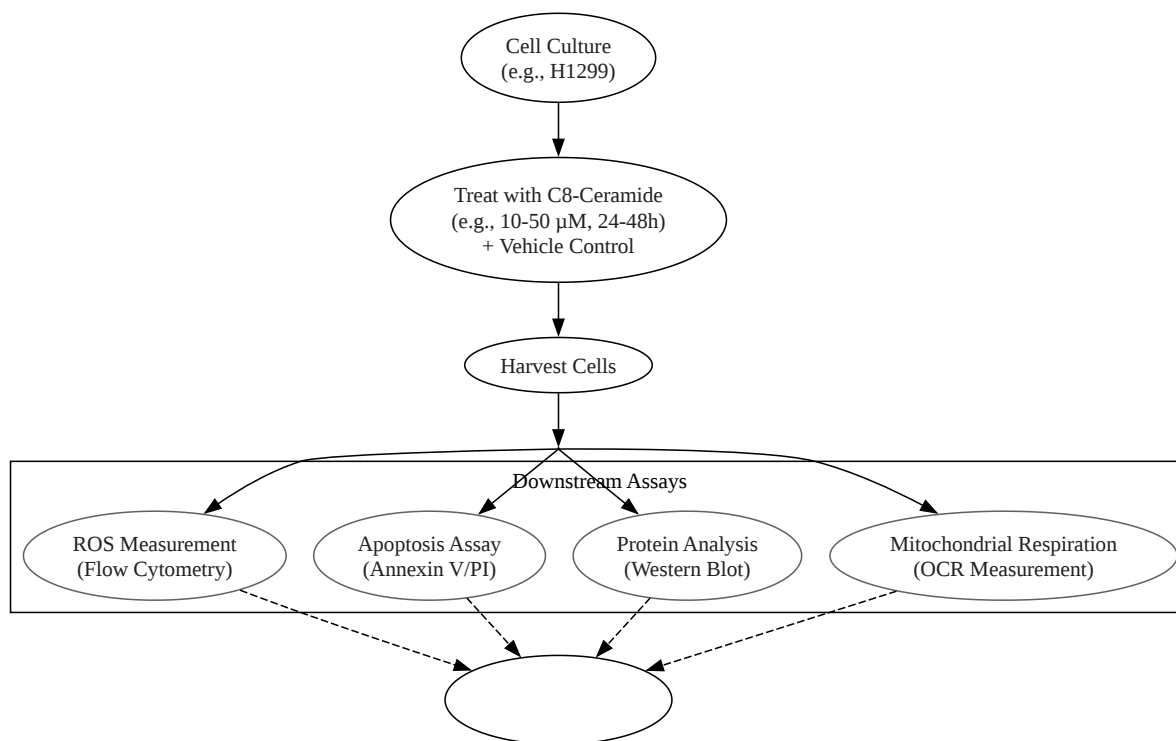 Cell Culture
(e.g., H1299)
Treat with C8-Ceramide
(e.g., 10-50 µM, 24-48h)
+ Vehicle Control
Harvest Cells
Downstream Assays
ROS Measurement
(Flow Cytometry)
Apoptosis Assay
(Annexin V/PI)
Protein Analysis
(Western Blot)
Mitochondrial Respiration
(OCR Measurement)